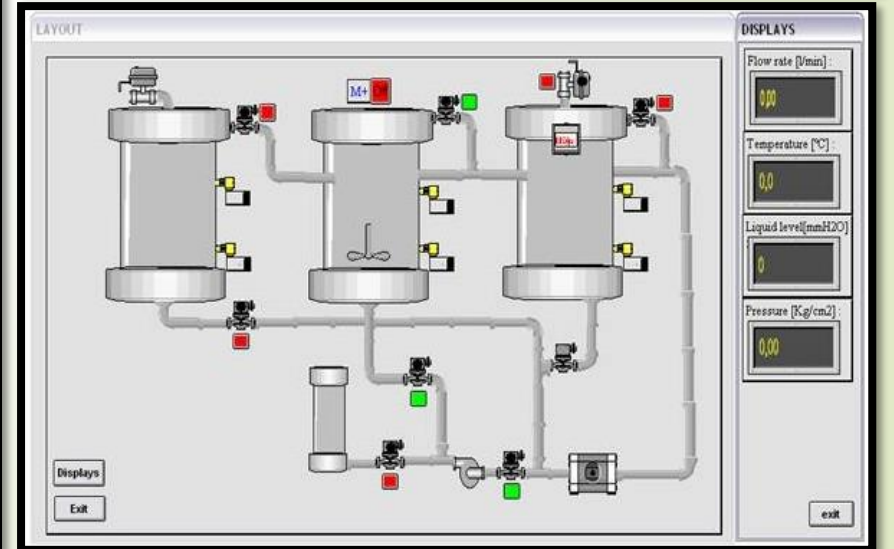 LAYOUT
M+
Displays
Exit
DISPLAYS
Flow rate [l/min] :
0,00
Temperature [°C] :
0,0
Liquid level[mmH2O]
0
Pressure [Kg/cm2] :
0,00
exit